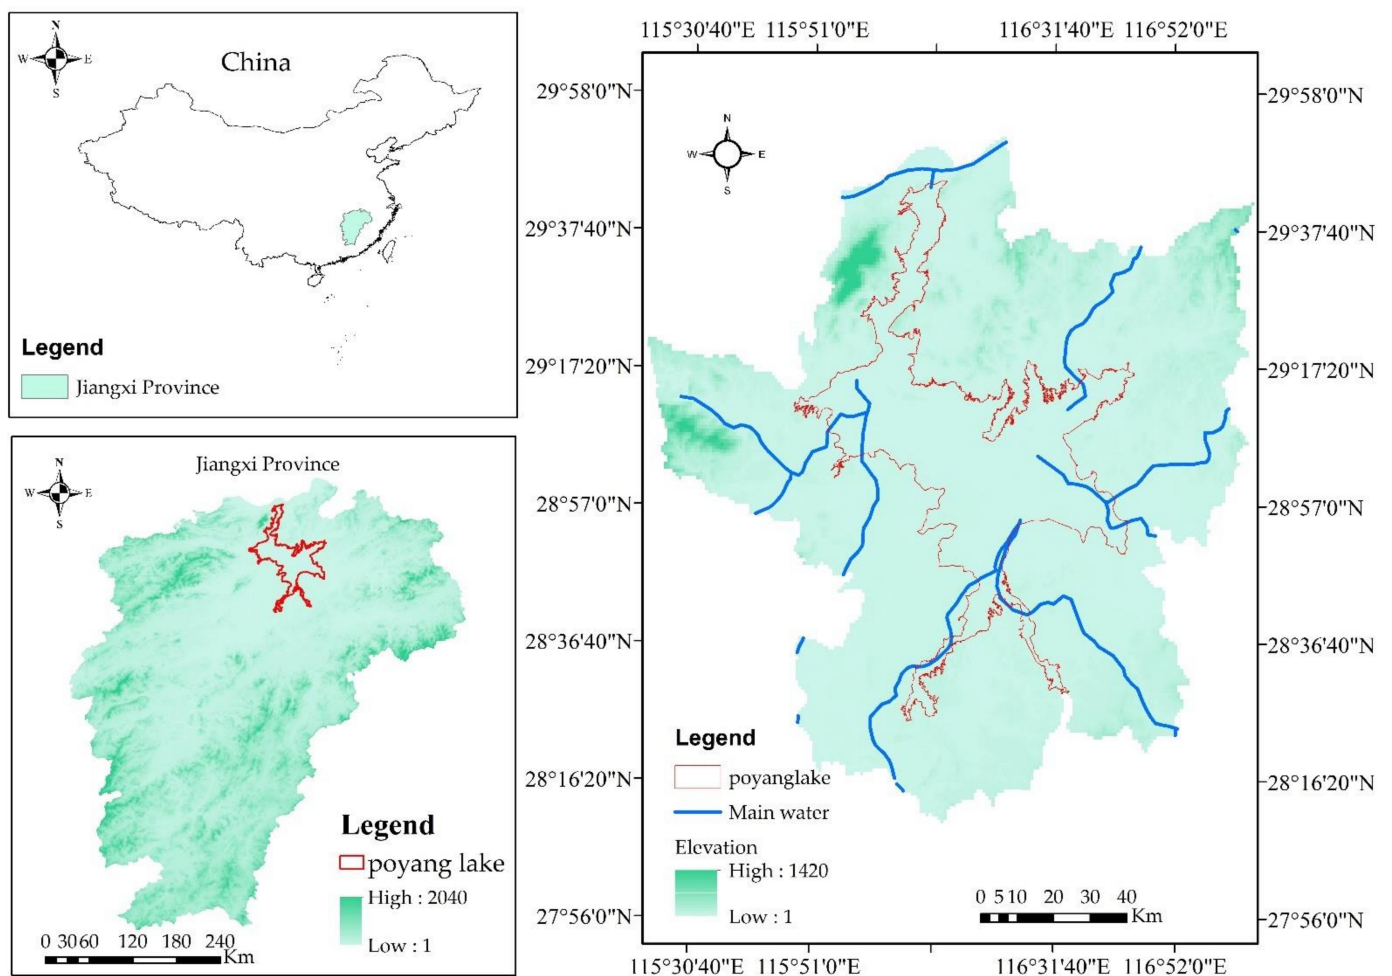 N
W E
S
China
Legend
Jiangxi Province
Jiangxi Province
N
W E
S
Legend
poyang lake
High : 2040
Low : 1
0 30 60 120 180 240
Km
115°30'40"E 115°51'0"E 116°31'40"E 116°52'0"E
29°58'0"N 29°58'0"N
N
W E
S
29°37'40"N 29°37'40"N
29°17'20"N 29°17'20"N
28°57'0"N 28°57'0"N
28°36'40"N 28°36'40"N
Legend
poyanglake
28°16'20"N 28°16'20"N
Main water
Elevation
High : 1420
Low : 1
0 5 10 20 30 40
Km
27°56'0"N 27°56'0"N
115°30'40"E 115°51'0"E 116°31'40"E 116°52'0"E